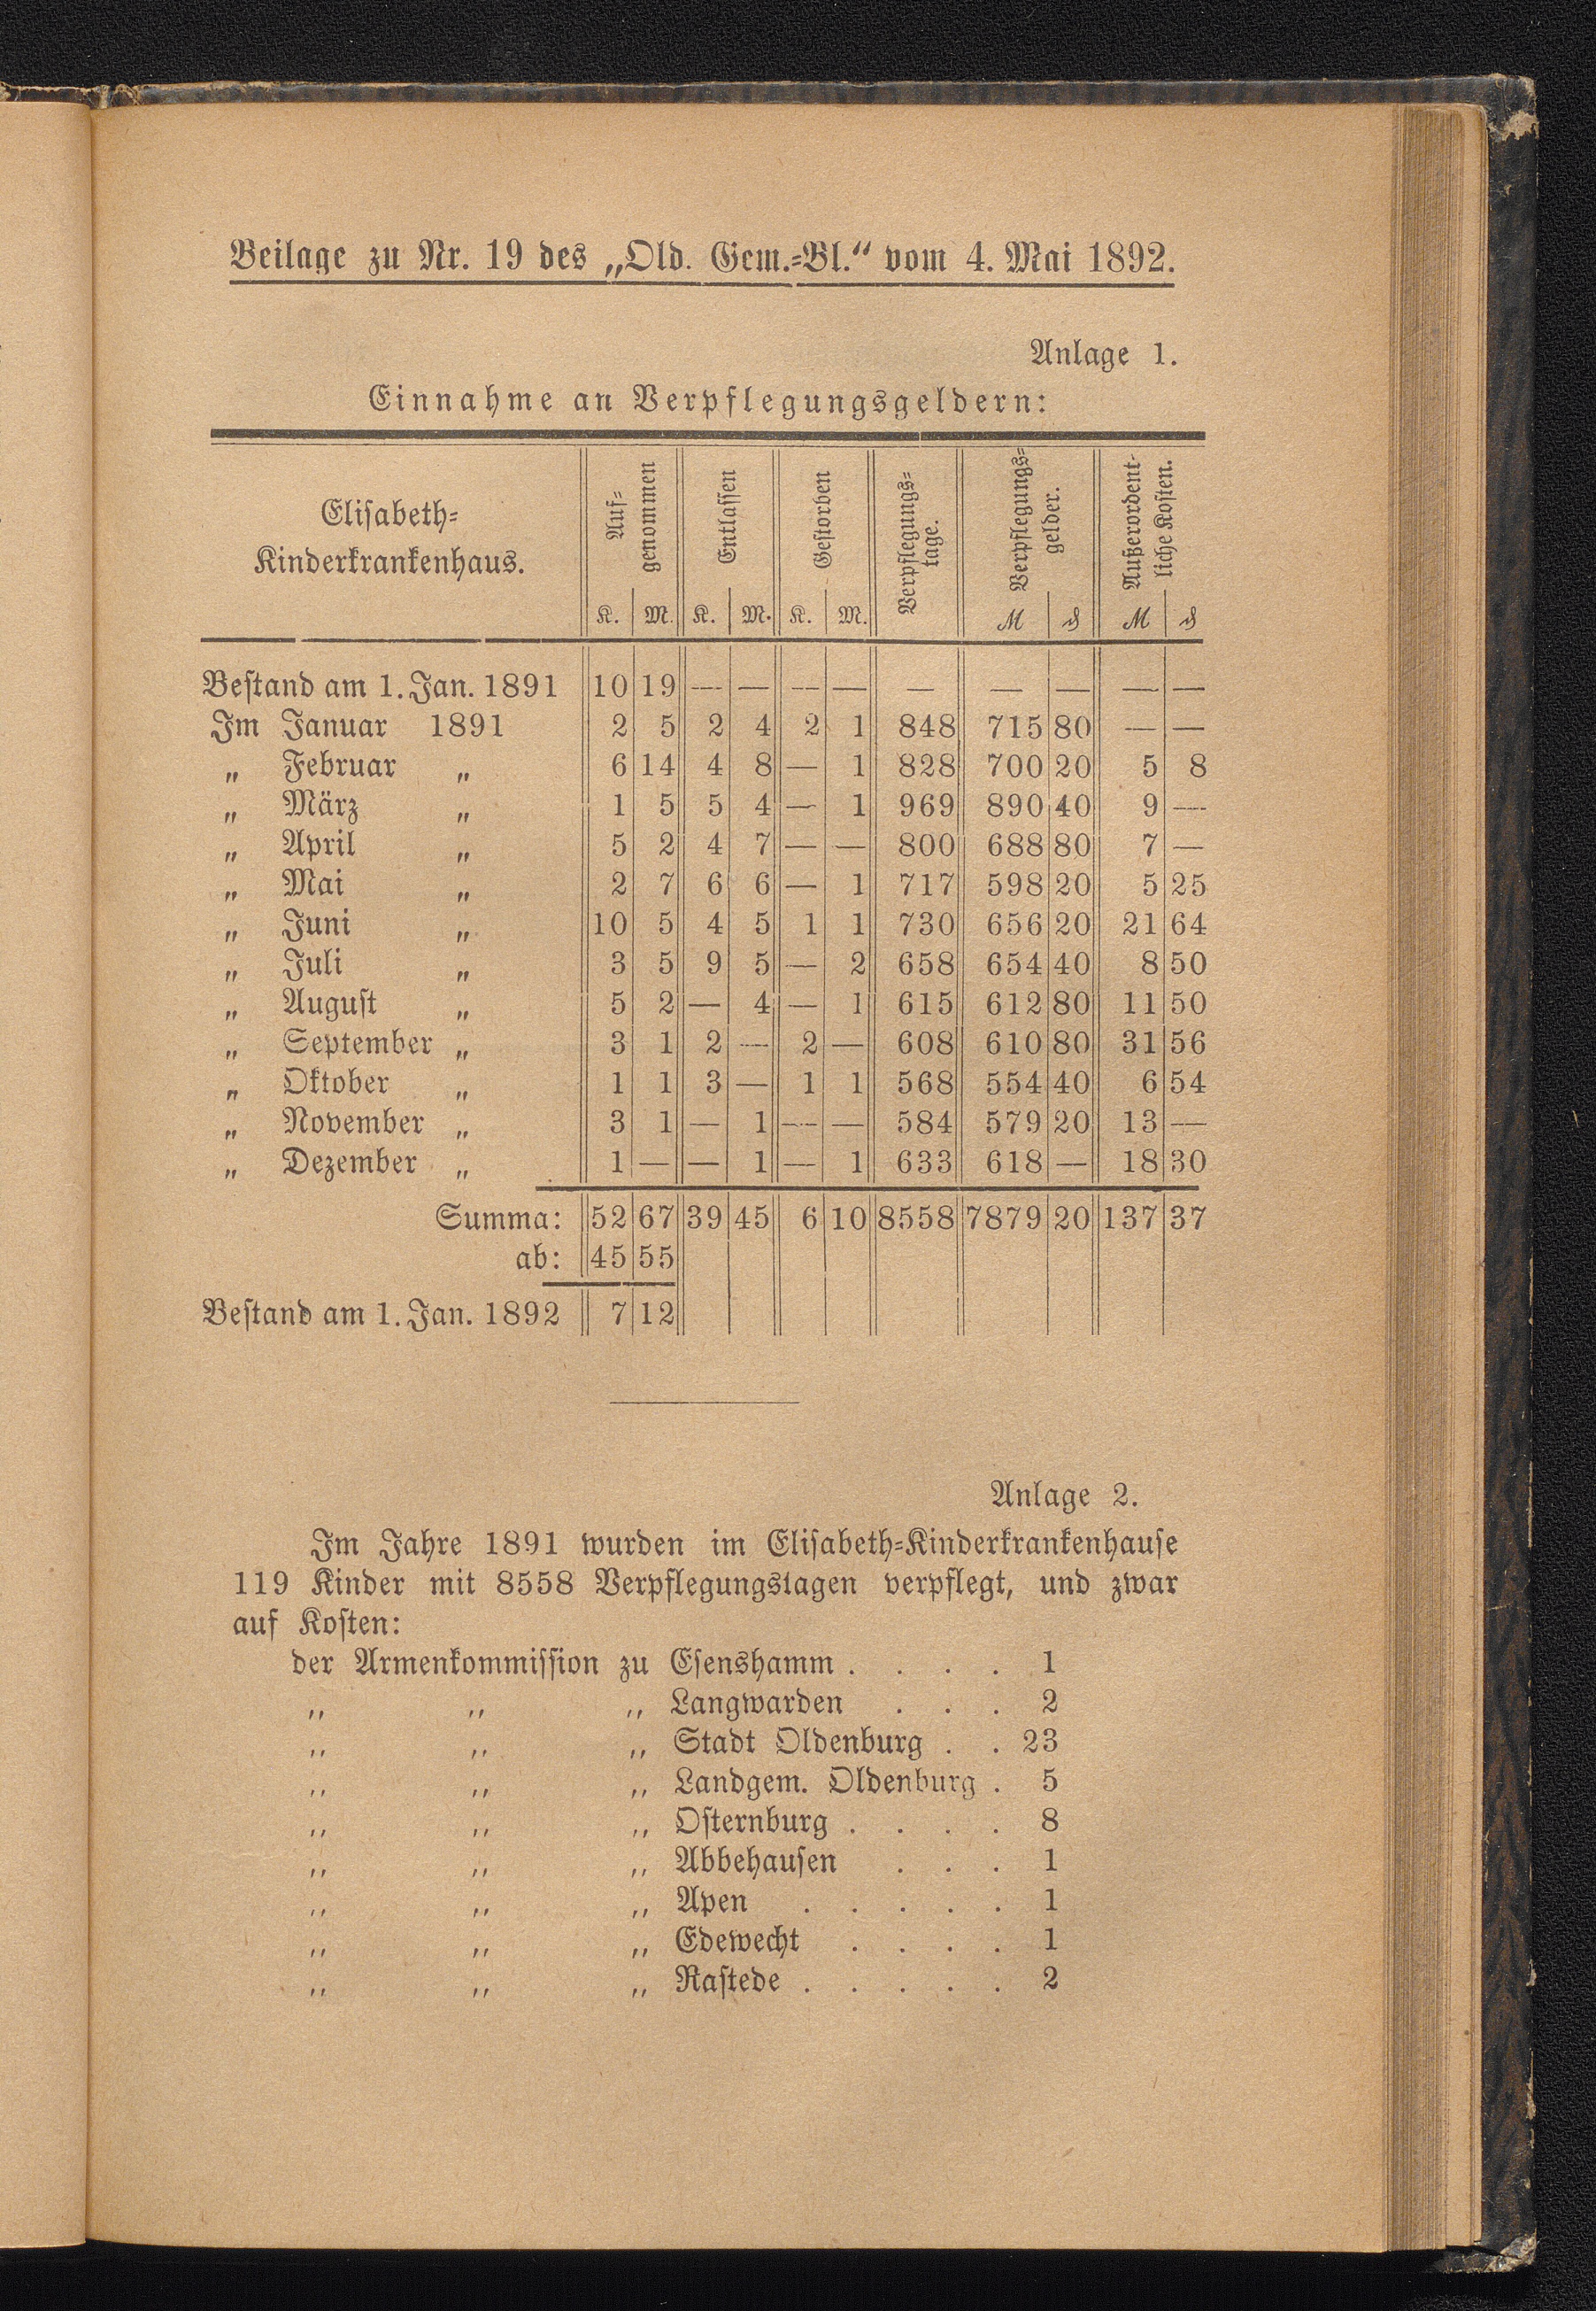 Beilage zu Nr. 19 des „Old. Gem.-Bl.“ vom 4. Mai 1892.
Anlage 1.
Einnahme an Verpflegungsgeldern:
Elisabeth-
Kinderkrankenhaus.
Auf-
genommen
Entlassen
Gestorben
Verpflegungs-
tage.
Verpflegungs-
gelder.
Außerordent-
liche Kosten.
K. M. K. M. K. M. ℳ ₰ ℳ ₰
Bestand am 1. Jan. 1891 10 19 — — — — — — — — —
Im Januar 1891 2 5 2 4 2 1 848 715 80 — —
„ Februar „ 6 14 4 8 — 1 828 700 20 5 8
„ März „ 1 5 5 4 — 1 969 890 40 9 —
„ April „ 5 2 4 7 — — 800 688 80 7 —
„ Mai „ 2 7 6 6 — 1 717 598 20 5 25
„ Juni „ 10 5 4 5 1 1 730 656 20 21 64
„ Juli „ 3 5 9 5 — 2 658 654 40 8 50
„ August „ 5 2 — 4 — 1 615 612 80 11 50
„ September „ 3 1 2 — 2 — 608 610 80 31 56
„ Oktober „ 1 1 3 — 1 1 568 554 40 6 54
„ November „ 3 1 — 1 — — 584 579 20 13 —
„ Dezember „ 1 — — 1 — 1 633 618 — 18 30
Summa: 52 67 39 45 6 10 8558 7879 20 137 37
ab: 45 55
Bestand am 1. Jan. 1892 7 12
Anlage 2.
Im Jahre 1891 wurden im Elisabeth-Kinderkrankenhause
119 Kinder mit 8558 Verpflegungstagen verpflegt, und zwar
auf Kosten:
der Armenkommission zu Esenshamm . . . . 1
„ „ „ Langwarden . . . 2
„ „ „ Stadt Oldenburg . . 23
„ „ „ Landgem. Oldenburg . 5
„ „ „ Osternburg . . . . 8
„ „ „ Abbehausen . . . 1
„ „ „ Apen . . . . . 1
„ „ „ Edewecht . . . . 1
„ „ „ Rastede . . . . . 2